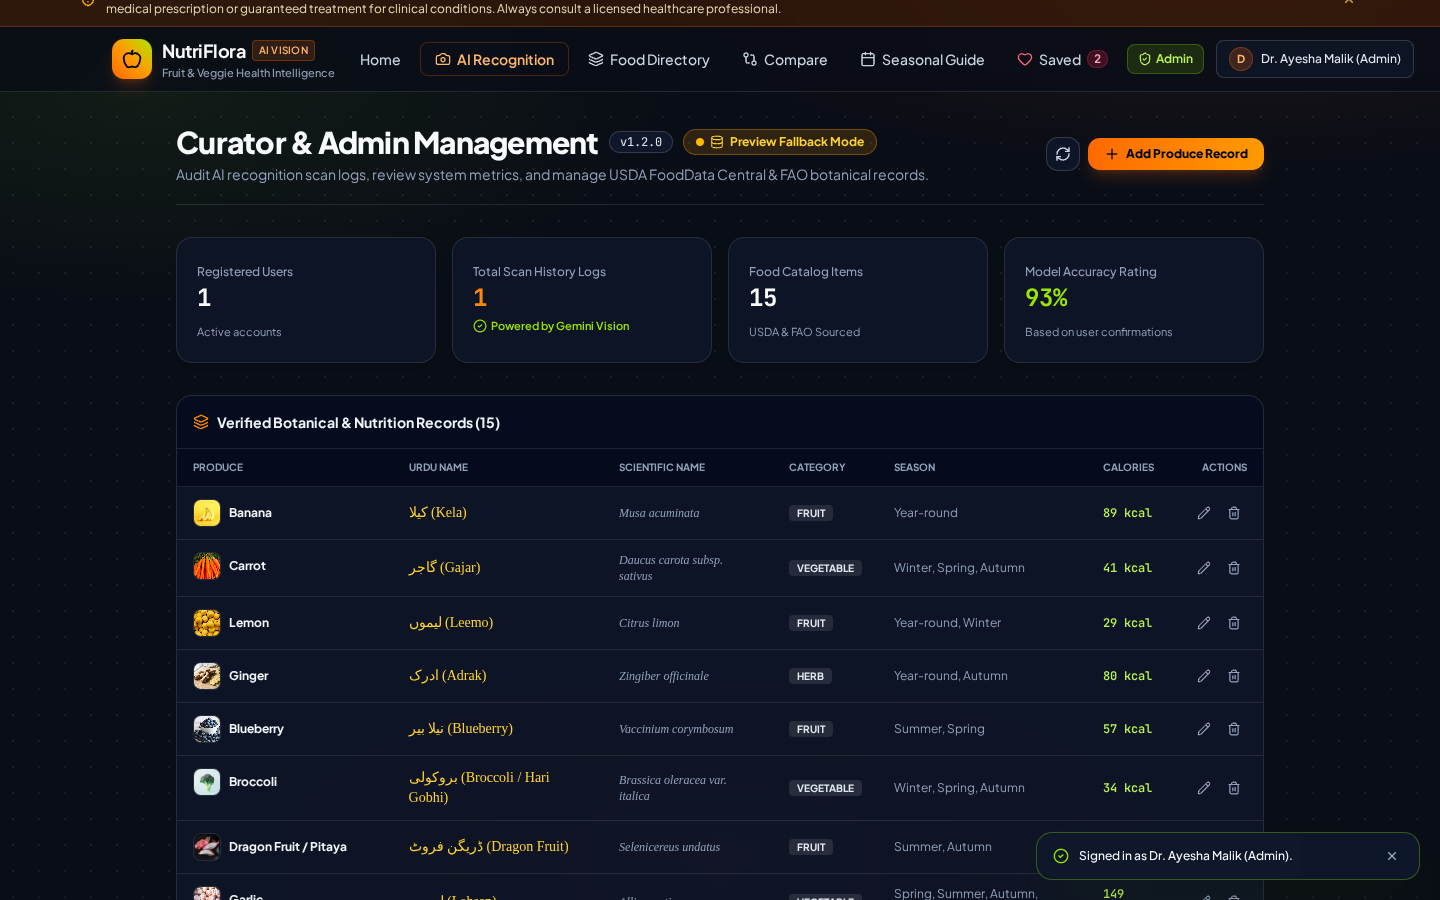 medical prescription or guaranteed treatment for clinical conditions. Always consult a licensed healthcare professional.
NutriFlora AI VISION
Fruit & Veggie Health Intelligence
Home
AI Recognition
Food Directory
Compare
Seasonal Guide
Saved 2
Admin
D Dr. Ayesha Malik (Admin)
Curator & Admin Management v1.2.0 Preview Fallback Mode
Audit AI recognition scan logs, review system metrics, and manage USDA FoodData Central & FAO botanical records.
Add Produce Record
Registered Users
1
Active accounts
Total Scan History Logs
1
Powered by Gemini Vision
Food Catalog Items
15
USDA & FAO Sourced
Model Accuracy Rating
93%
Based on user confirmations
Verified Botanical & Nutrition Records (15)
PRODUCE URDU NAME SCIENTIFIC NAME CATEGORY SEASON CALORIES ACTIONS
Banana کیلا (Kela) Musa acuminata FRUIT Year-round 89 kcal
Carrot گاجر (Gajar) Daucus carota subsp. sativus VEGETABLE Winter, Spring, Autumn 41 kcal
Lemon لیموں (Leemo) Citrus limon FRUIT Year-round, Winter 29 kcal
Ginger ادرک (Adrak) Zingiber officinale HERB Year-round, Autumn 80 kcal
Blueberry نیلا بیر (Blueberry) Vaccinium corymbosum FRUIT Summer, Spring 57 kcal
Broccoli بروکولی (Broccoli / Hari Gobhi) Brassica oleracea var. italica VEGETABLE Winter, Spring, Autumn 34 kcal
Dragon Fruit / Pitaya ڈریگن فروٹ (Dragon Fruit) Selenicereus undatus FRUIT Summer, Autumn
Garlic Spring, Summer, Autumn, 149
Signed in as Dr. Ayesha Malik (Admin).